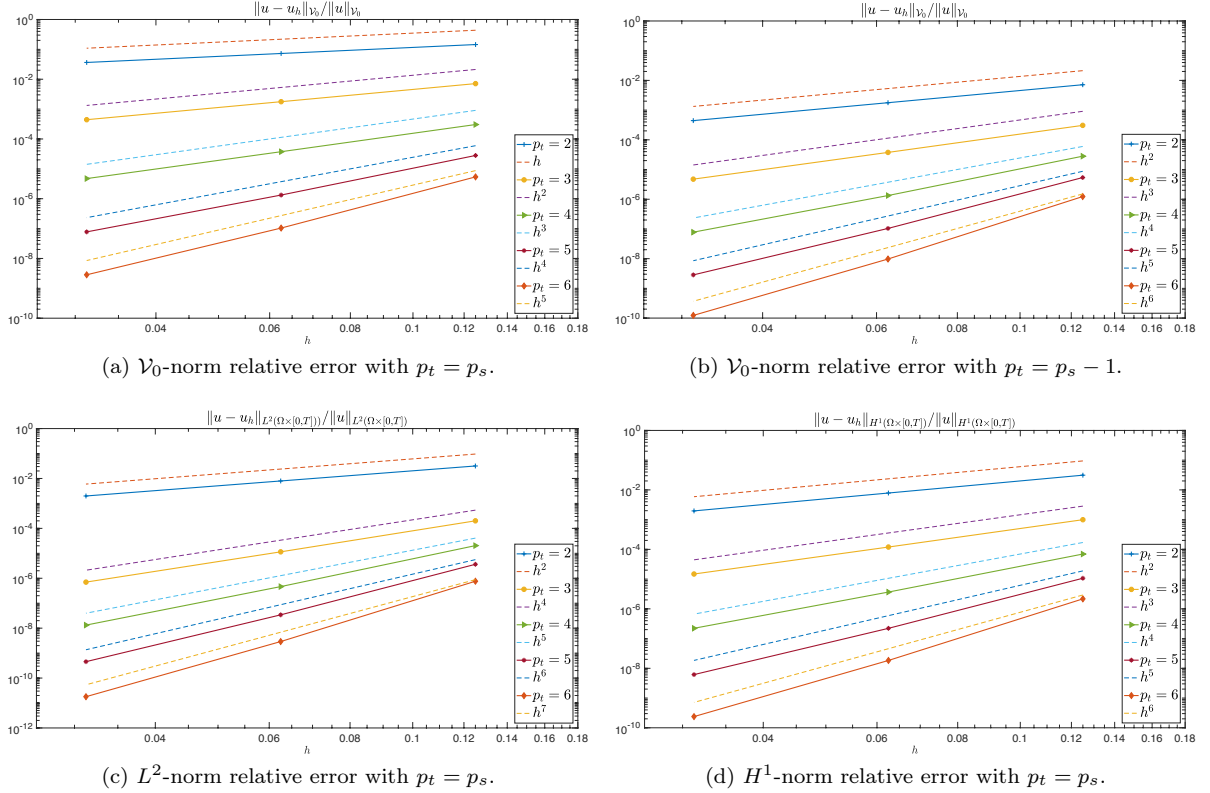 ‖u − u_h‖_{𝒱_0}/‖u‖_{𝒱_0}
10^0
10^-2
10^-4
10^-6
10^-8
10^-10
0.04 0.06 0.08 0.1 0.12 0.14 0.16 0.18
h
p_t = 2
h
p_t = 3
h^2
p_t = 4
h^3
p_t = 5
h^4
p_t = 6
h^5
(a) 𝒱_0-norm relative error with p_t = p_s.
‖u − u_h‖_{𝒱_0}/‖u‖_{𝒱_0}
10^0
10^-2
10^-4
10^-6
10^-8
10^-10
0.04 0.06 0.08 0.1 0.12 0.14 0.16 0.18
h
p_t = 2
h^2
p_t = 3
h^3
p_t = 4
h^4
p_t = 5
h^5
p_t = 6
h^6
(b) 𝒱_0-norm relative error with p_t = p_s − 1.
‖u − u_h‖_{L^2(Ω×[0,T]))}/‖u‖_{L^2(Ω×[0,T])}
10^0
10^-2
10^-4
10^-6
10^-8
10^-10
10^-12
0.04 0.06 0.08 0.1 0.12 0.14 0.16 0.18
h
p_t = 2
h^2
p_t = 3
h^4
p_t = 4
h^5
p_t = 5
h^6
p_t = 6
h^7
(c) L^2-norm relative error with p_t = p_s.
‖u − u_h‖_{H^1(Ω×[0,T])}/‖u‖_{H^1(Ω×[0,T])}
10^0
10^-2
10^-4
10^-6
10^-8
10^-10
0.04 0.06 0.08 0.1 0.12 0.14 0.16 0.18
h
p_t = 2
h^2
p_t = 3
h^3
p_t = 4
h^4
p_t = 5
h^5
p_t = 6
h^6
(d) H^1-norm relative error with p_t = p_s.